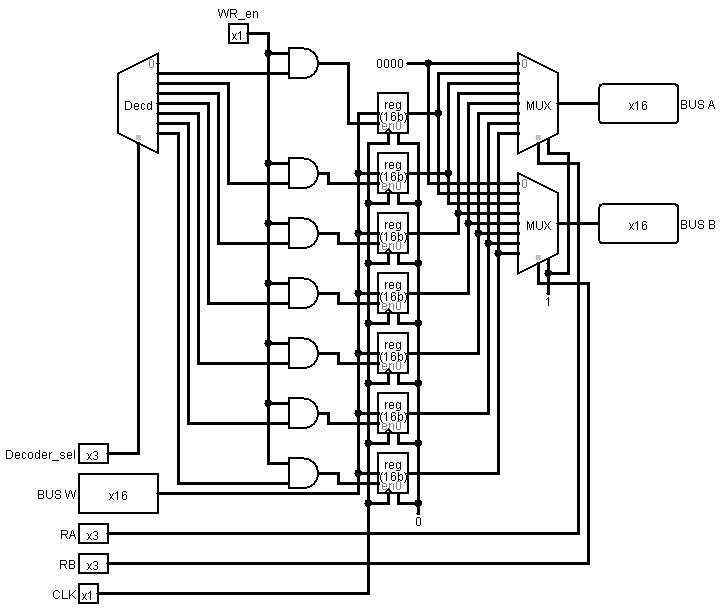 WR_en
x1
0
Decd
0000
0
MUX
x16
BUS A
reg
(16b)
en0
reg
(16b)
en0
0
MUX
x16
BUS B
reg
(16b)
en0
reg
(16b)
en0
1
reg
(16b)
en0
reg
(16b)
en0
Decoder_sel
x3
reg
(16b)
en0
BUS W
x16
0
RA
x3
RB
x3
CLK
x1